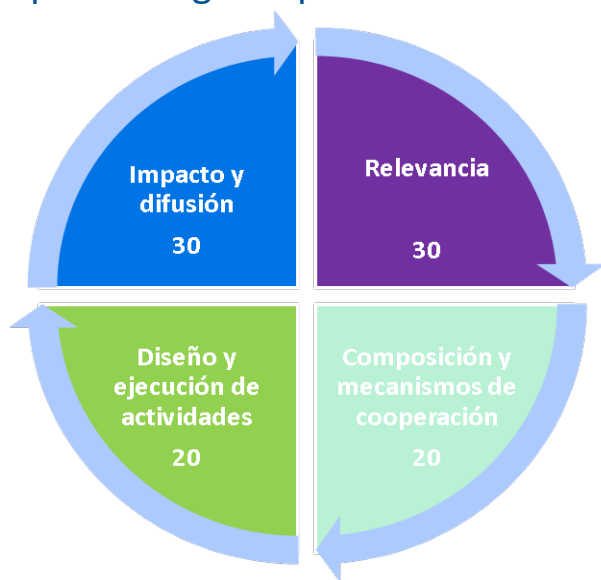 Impacto y
difusión
30
Relevancia
30
Diseño y
ejecución de
actividades
20
Composición y
mecanismos de
cooperación
20